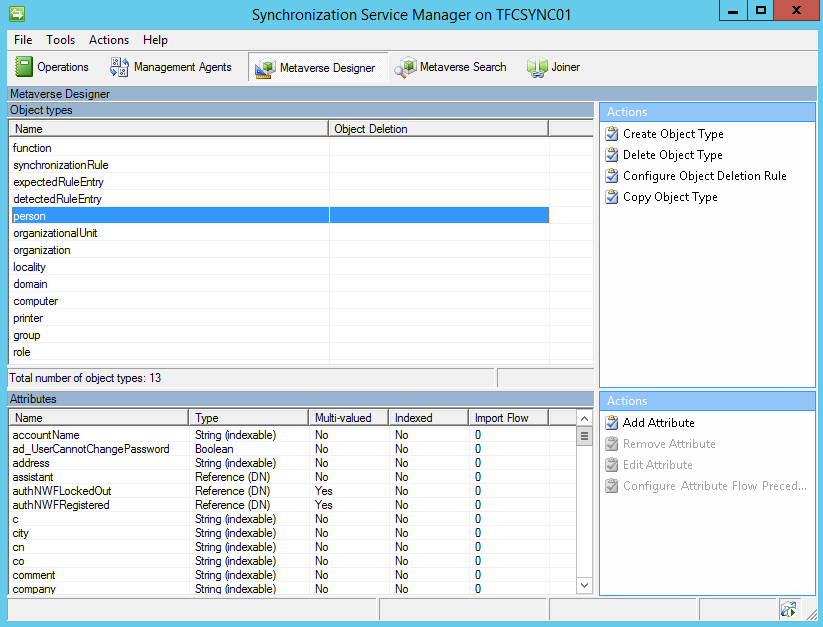 Synchronization Service Manager on TFCSYNC01
File Tools Actions Help
Operations Management Agents Metaverse Designer Metaverse Search Joiner
Metaverse Designer
Object types
Name Object Deletion
function
synchronizationRule
expectedRuleEntry
detectedRuleEntry
person
organizationalUnit
organization
locality
domain
computer
printer
group
role
Total number of object types: 13
Actions
Create Object Type
Delete Object Type
Configure Object Deletion Rule
Copy Object Type
Attributes
Name Type Multi-valued Indexed Import Flow
accountName String (indexable) No No 0
ad_UserCannotChangePassword Boolean No No 0
address String (indexable) No No 0
assistant Reference (DN) No No 0
authNWFLockedOut Reference (DN) Yes No 0
authNWFRegistered Reference (DN) Yes No 0
c String (indexable) No No 0
city String (indexable) No No 0
cn String (indexable) No No 0
co String (indexable) No No 0
comment String (indexable) No No 0
company String (indexable) No No 0
Actions
Add Attribute
Remove Attribute
Edit Attribute
Configure Attribute Flow Preced...